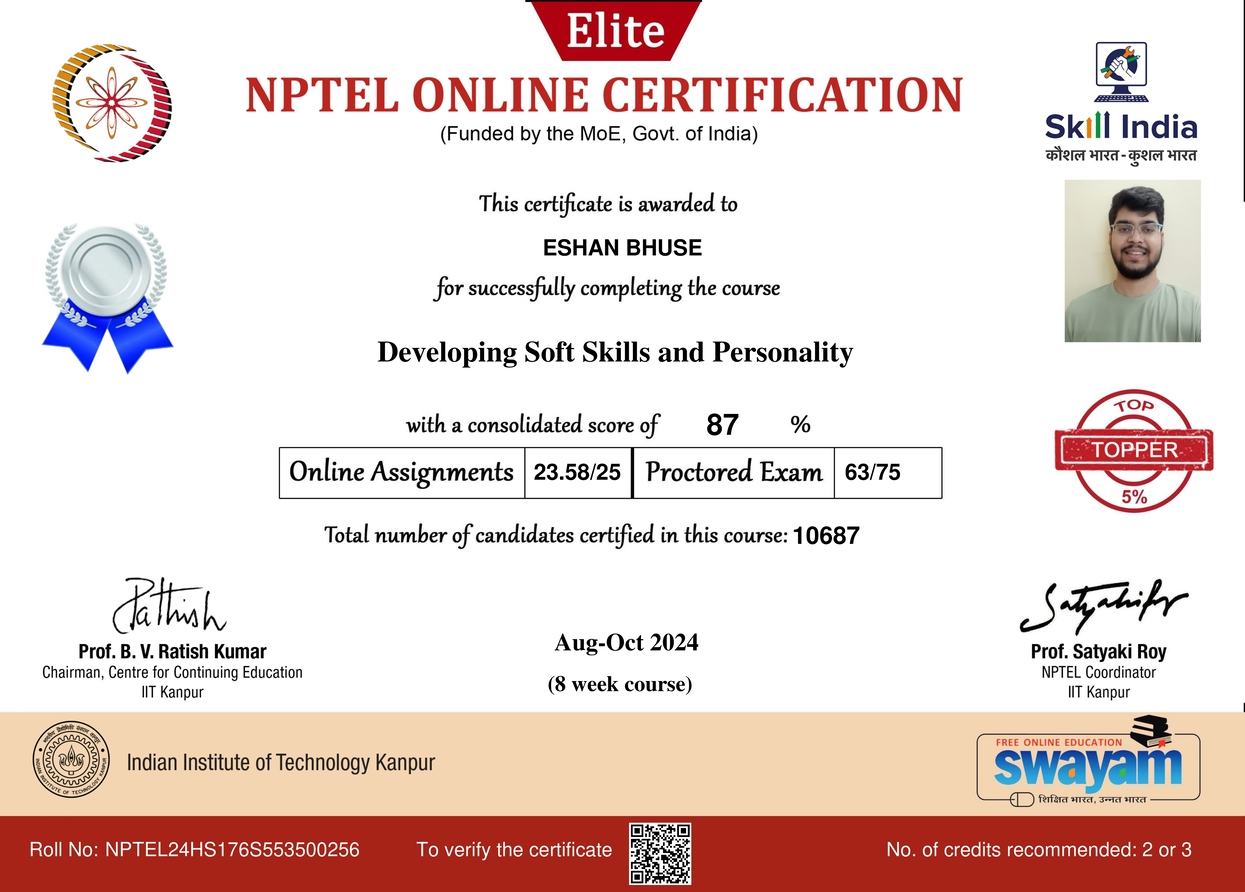 Elite
NPTEL ONLINE CERTIFICATION
(Funded by the MoE, Govt. of India)
Skill India
कौशल भारत - कुशल भारत
This certificate is awarded to
ESHAN BHUSE
for successfully completing the course
Developing Soft Skills and Personality
with a consolidated score of 87 %
Online Assignments 23.58/25 Proctored Exam 63/75
TOP
TOPPER
5%
Total number of candidates certified in this course: 10687
Prof. B. V. Ratish Kumar
Chairman, Centre for Continuing Education
IIT Kanpur
Aug-Oct 2024
(8 week course)
Prof. Satyaki Roy
NPTEL Coordinator
IIT Kanpur
Indian Institute of Technology Kanpur
FREE ONLINE EDUCATION
swayam
शिक्षित भारत, उन्नत भारत
Roll No: NPTEL24HS176S553500256
To verify the certificate
No. of credits recommended: 2 or 3